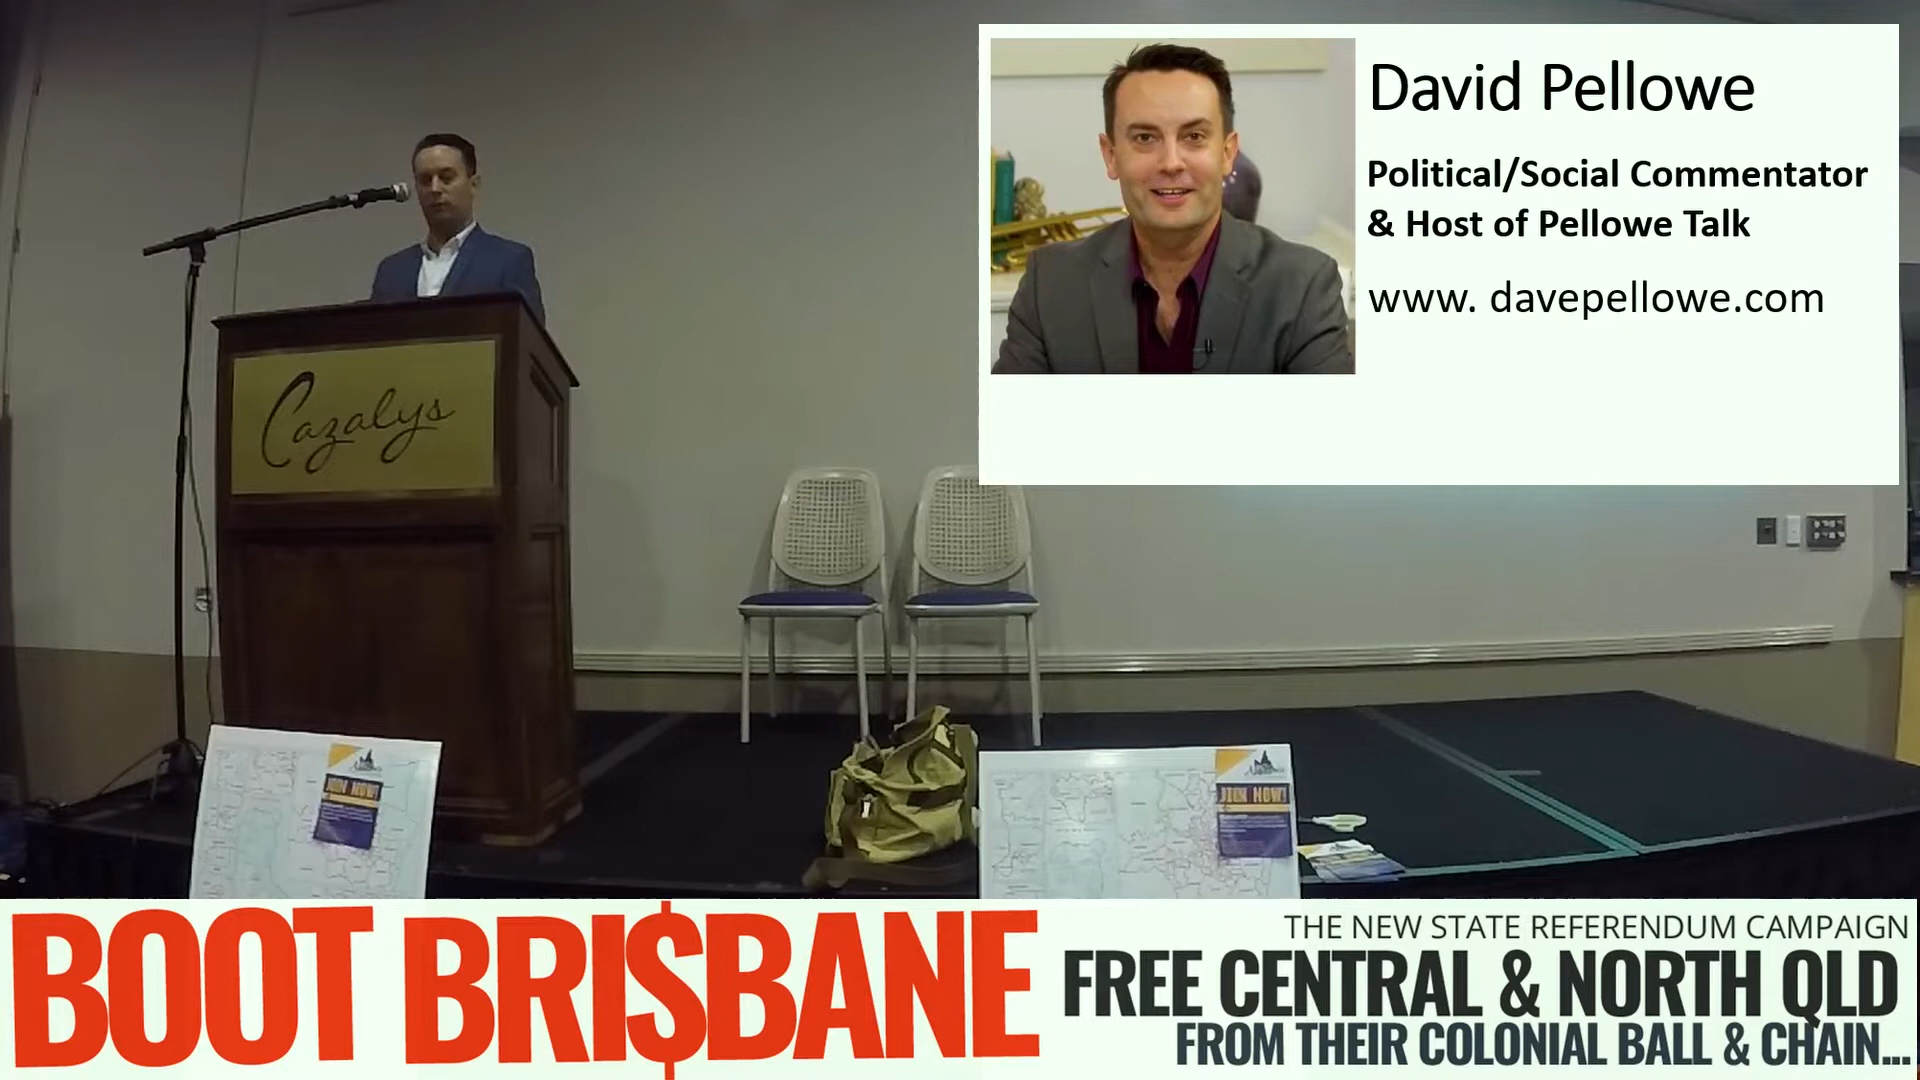 David Pellowe
Political/Social Commentator
& Host of Pellowe Talk
www. davepellowe.com
Cazalys
JOIN NOW!
JOIN NOW!
BOOT BRI$BANE
THE NEW STATE REFERENDUM CAMPAIGN
FREE CENTRAL & NORTH QLD
FROM THEIR COLONIAL BALL & CHAIN...